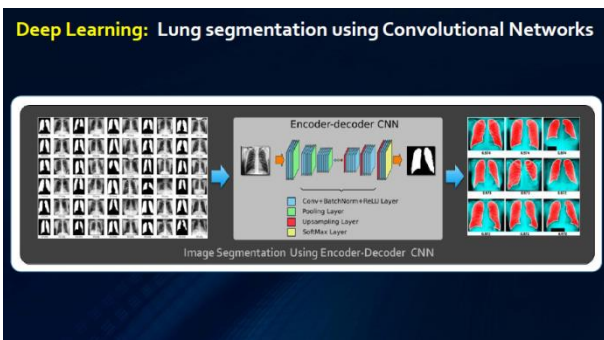 Deep Learning: Lung segmentation using Convolutional Networks
Encoder-decoder CNN
Conv+BatchNorm+ReLU Layer
Pooling Layer
Upsampling Layer
SoftMax Layer
Image Segmentation Using Encoder-Decoder CNN